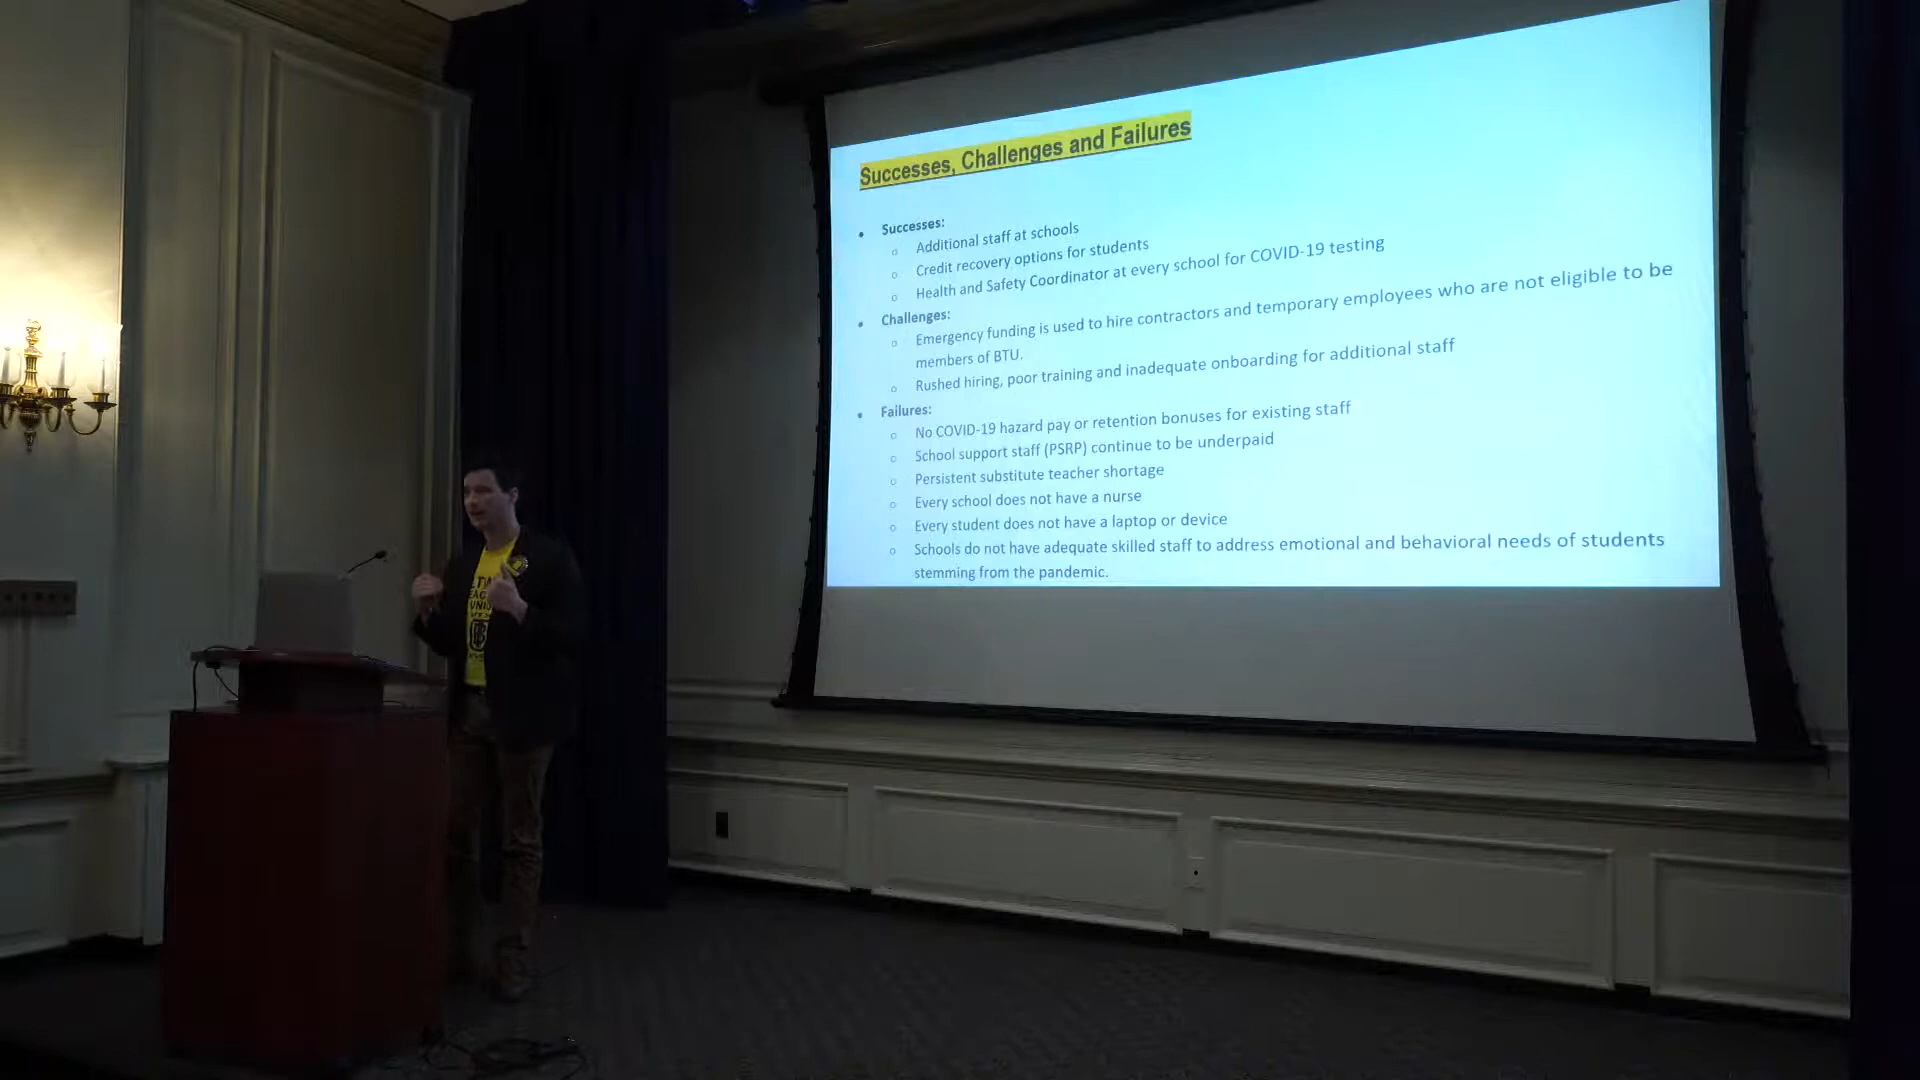 Successes, Challenges and Failures
• Successes:
o Additional staff at schools
o Credit recovery options for students
o Health and Safety Coordinator at every school for COVID-19 testing
• Challenges:
o Emergency funding is used to hire contractors and temporary employees who are not eligible to be
members of BTU.
o Rushed hiring, poor training and inadequate onboarding for additional staff
• Failures:
o No COVID-19 hazard pay or retention bonuses for existing staff
o School support staff (PSRP) continue to be underpaid
o Persistent substitute teacher shortage
o Every school does not have a nurse
o Every student does not have a laptop or device
o Schools do not have adequate skilled staff to address emotional and behavioral needs of students
stemming from the pandemic.